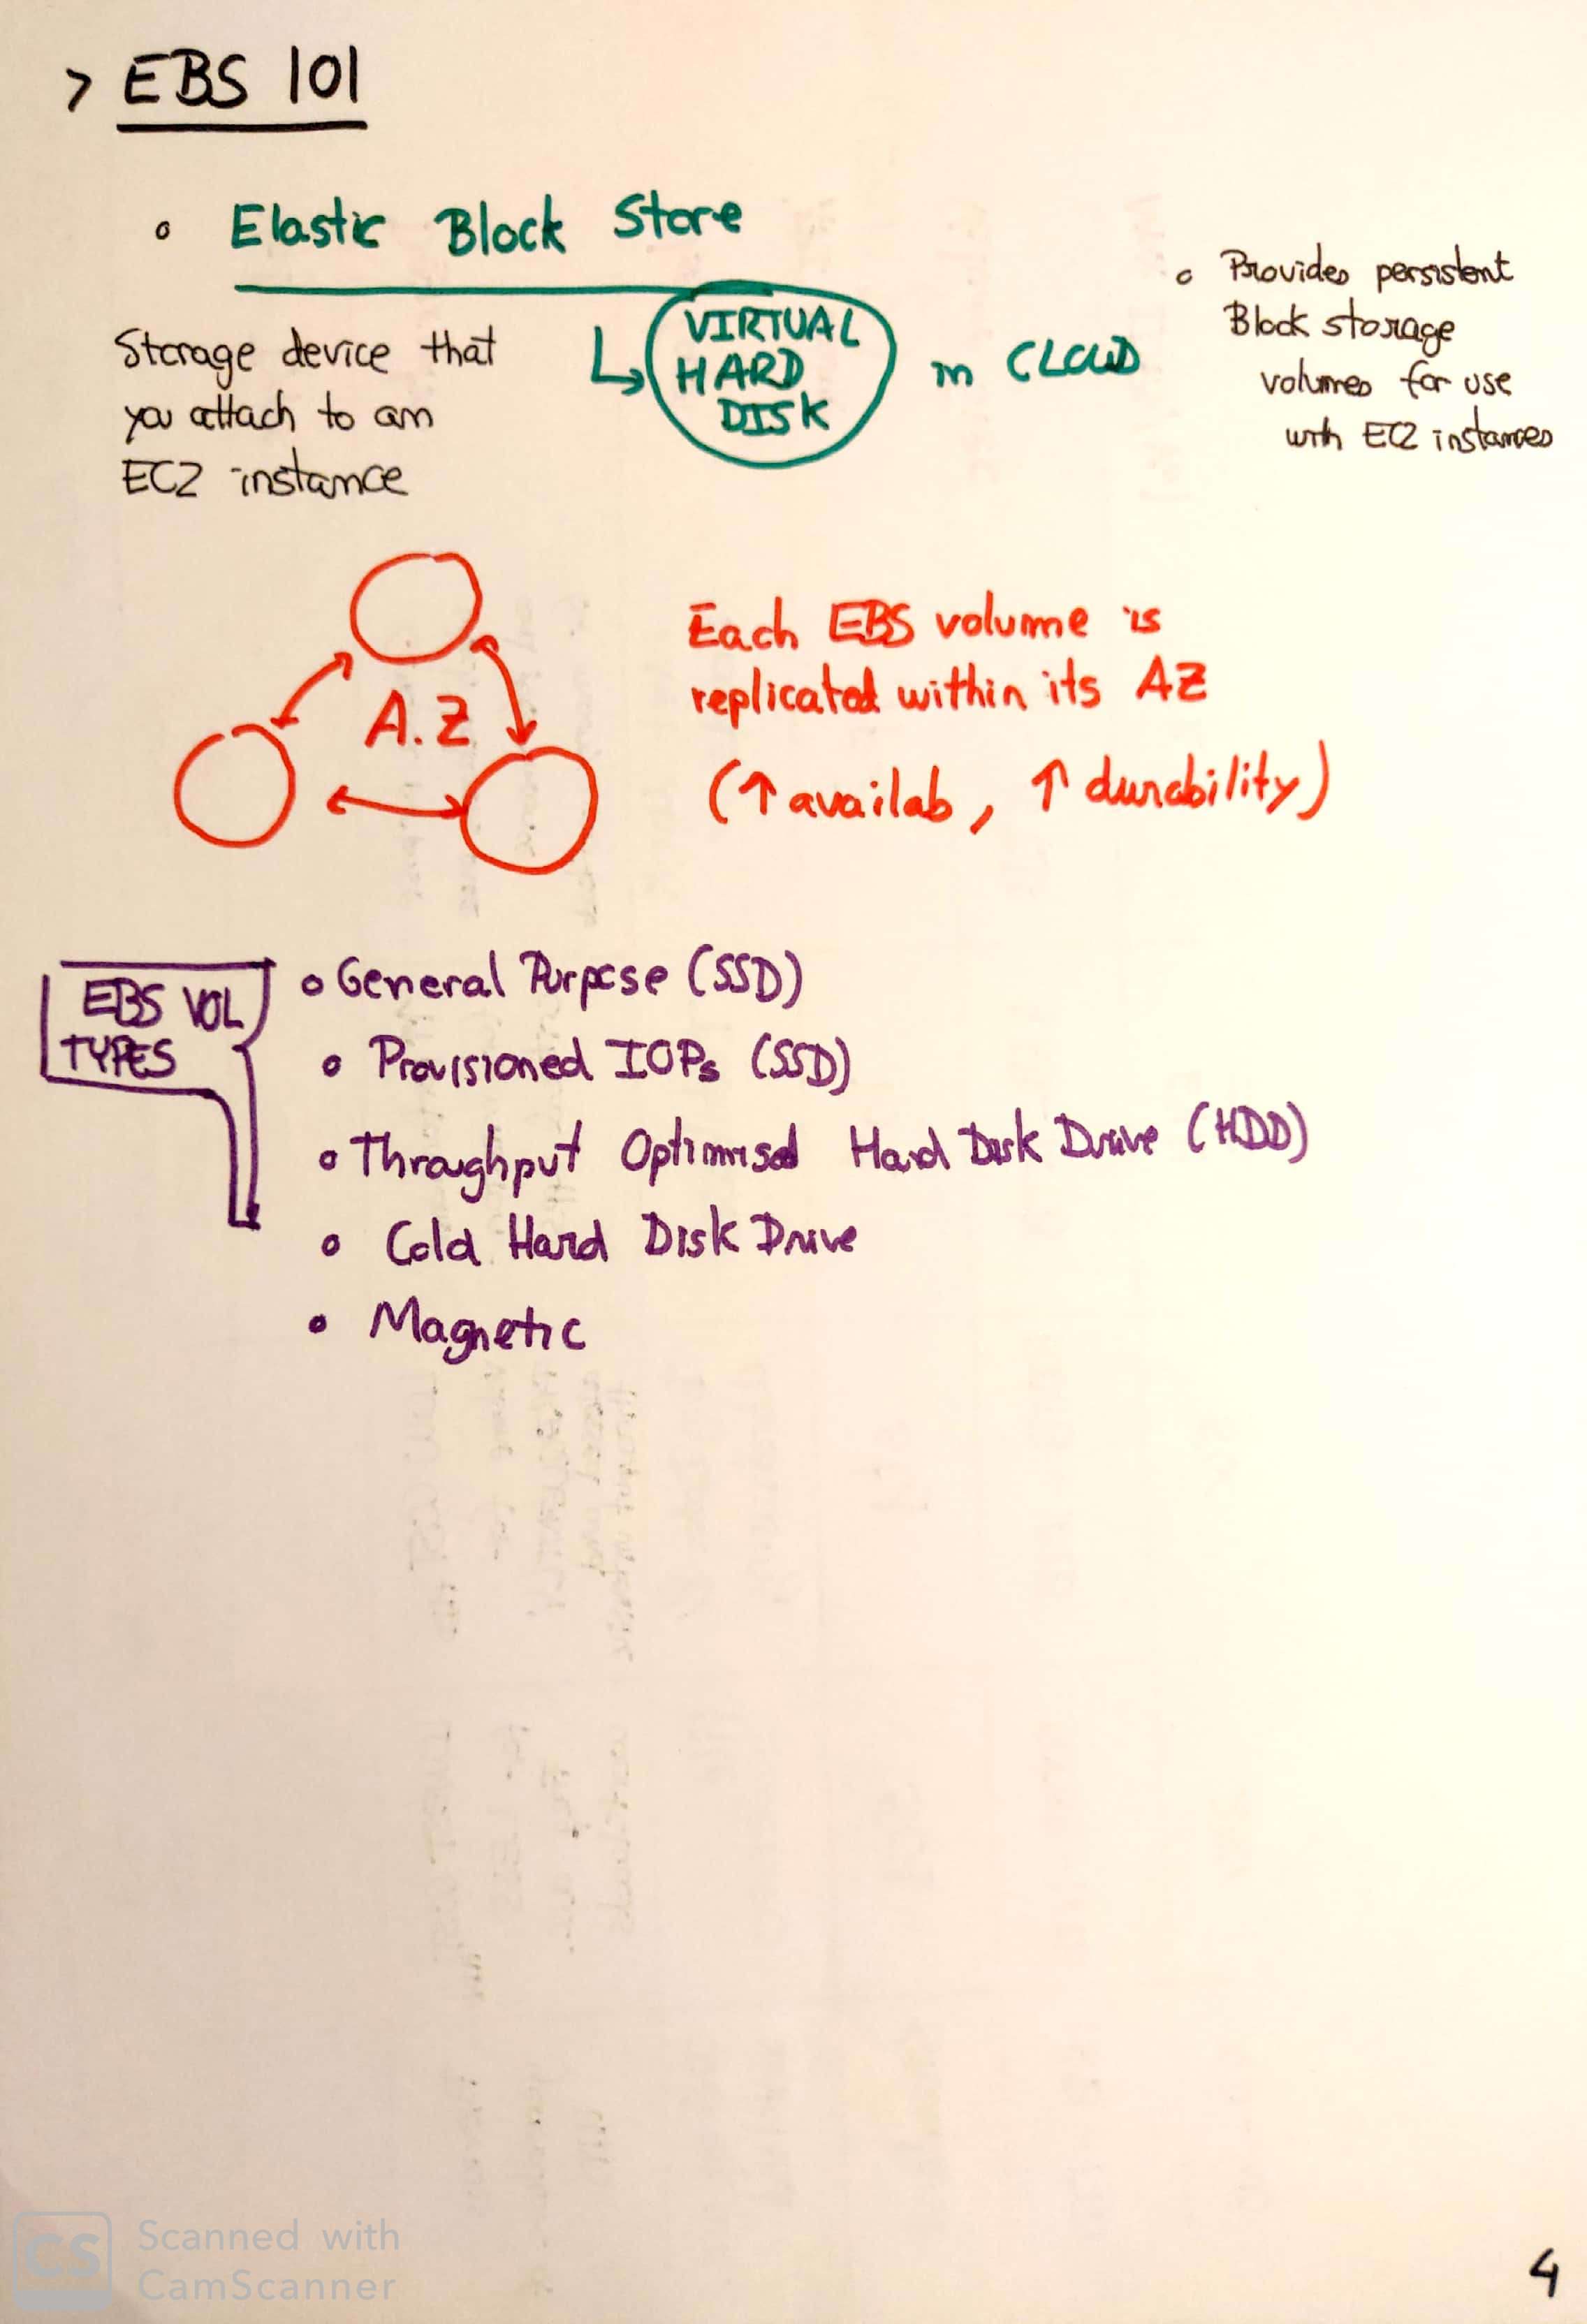 > EBS 101
Elastic Block Store
Storage device that
you attach to an
EC2 instance
VIRTUAL
HARD
DISK
in CLOUD
Provides persistent
Block storage
volumes for use
with EC2 instances
A.Z
Each EBS volume is
replicated within its AZ
(↑ availab, ↑ durability)
EBS VOL
TYPES
General Purpose (SSD)
Provisioned IOPs (SSD)
Throughput Optimised Hard Disk Drive (HDD)
Cold Hard Disk Drive
Magnetic
CS
Scanned with
CamScanner
4